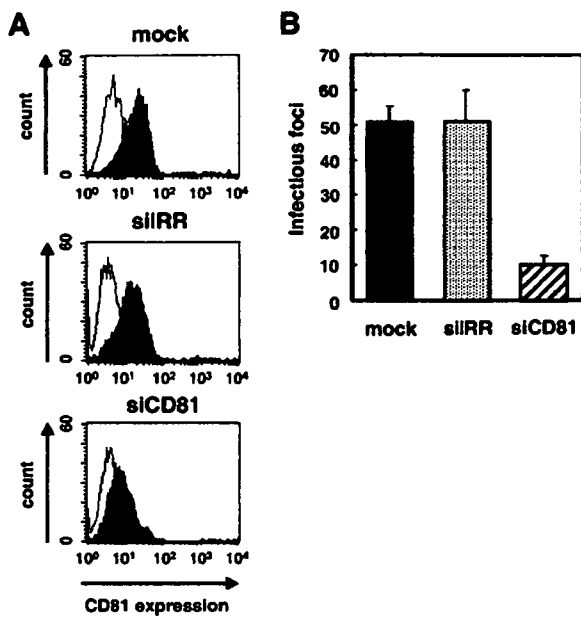 A
mock
60
count
0
10⁰ 10¹ 10² 10³ 10⁴
siIRR
60
count
0
10⁰ 10¹ 10² 10³ 10⁴
siCD81
60
count
0
10⁰ 10¹ 10² 10³ 10⁴
CD81 expression
B
70
60
50
40
30
20
10
0
Infectious foci
mock siIRR siCD81